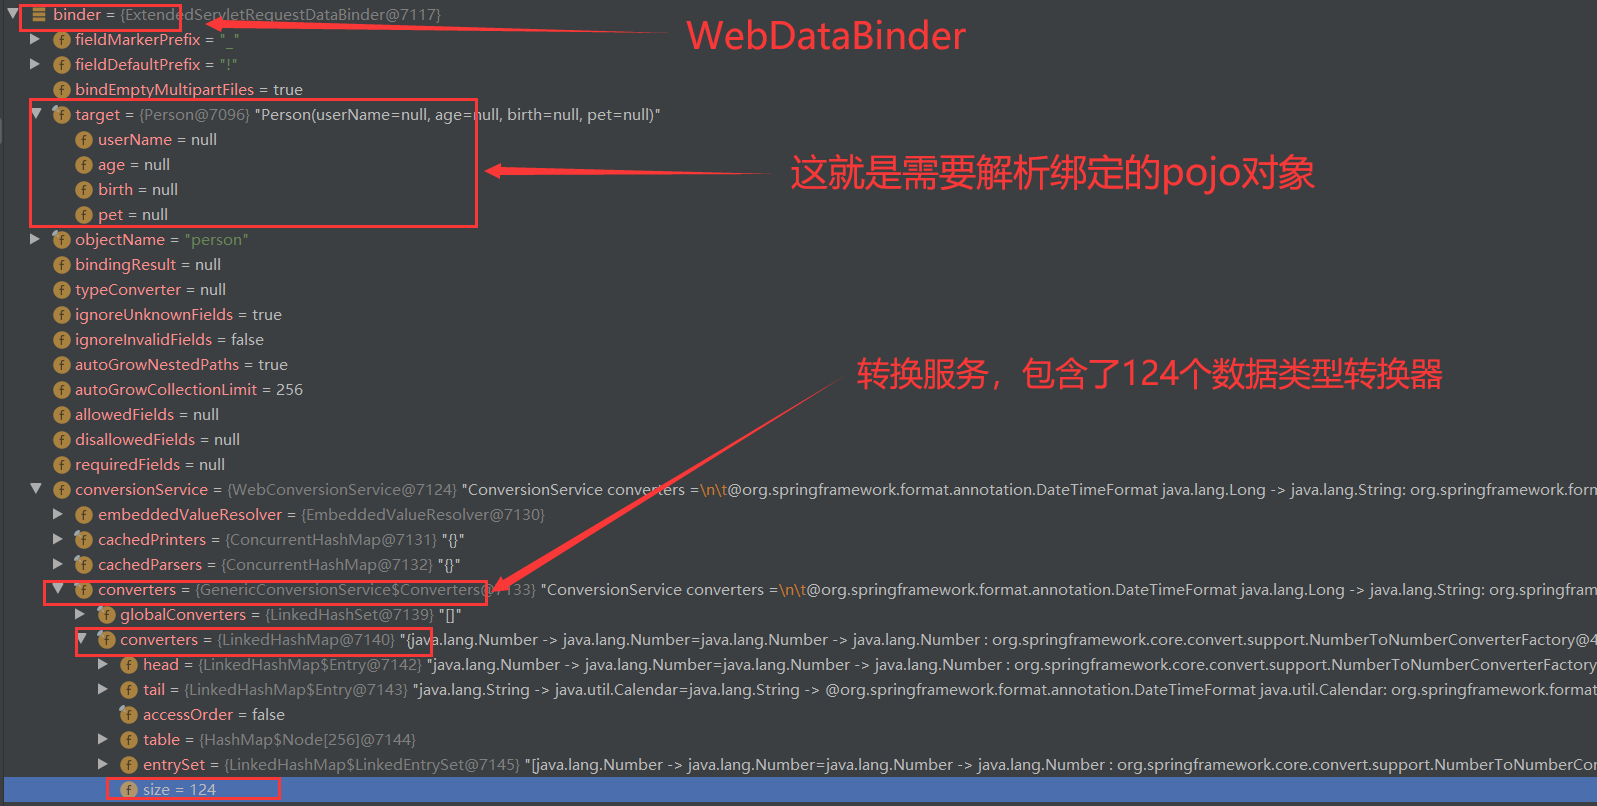 binder = {ExtendedServletRequestDataBinder@7117}
WebDataBinder
fieldMarkerPrefix = "_"
fieldDefaultPrefix = "!"
bindEmptyMultipartFiles = true
target = {Person@7096} "Person(userName=null, age=null, birth=null, pet=null)"
userName = null
age = null
这就是需要解析绑定的pojo对象
birth = null
pet = null
objectName = "person"
bindingResult = null
typeConverter = null
ignoreUnknownFields = true
ignoreInvalidFields = false
autoGrowNestedPaths = true
转换服务，包含了124个数据类型转换器
autoGrowCollectionLimit = 256
allowedFields = null
disallowedFields = null
requiredFields = null
conversionService = {WebConversionService@7124} "ConversionService converters =\n\t@org.springframework.format.annotation.DateTimeFormat java.lang.Long -> java.lang.String: org.springframework.form
embeddedValueResolver = {EmbeddedValueResolver@7130}
cachedPrinters = {ConcurrentHashMap@7131} "{}"
cachedParsers = {ConcurrentHashMap@7132} "{}"
converters = {GenericConversionService$Converters@7133} "ConversionService converters =\n\t@org.springframework.format.annotation.DateTimeFormat java.lang.Long -> java.lang.String: org.springfram
globalConverters = {LinkedHashSet@7139} "[]"
converters = {LinkedHashMap@7140} "{java.lang.Number -> java.lang.Number=java.lang.Number -> java.lang.Number : org.springframework.core.convert.support.NumberToNumberConverterFactory@4
head = {LinkedHashMap$Entry@7142} "java.lang.Number -> java.lang.Number=java.lang.Number -> java.lang.Number : org.springframework.core.convert.support.NumberToNumberConverterFactory
tail = {LinkedHashMap$Entry@7143} "java.lang.String -> java.util.Calendar=java.lang.String -> @org.springframework.format.annotation.DateTimeFormat java.util.Calendar: org.springframework.format
accessOrder = false
table = {HashMap$Node[256]@7144}
entrySet = {LinkedHashMap$LinkedEntrySet@7145} "[java.lang.Number -> java.lang.Number=java.lang.Number -> java.lang.Number : org.springframework.core.convert.support.NumberToNumberCon
size = 124